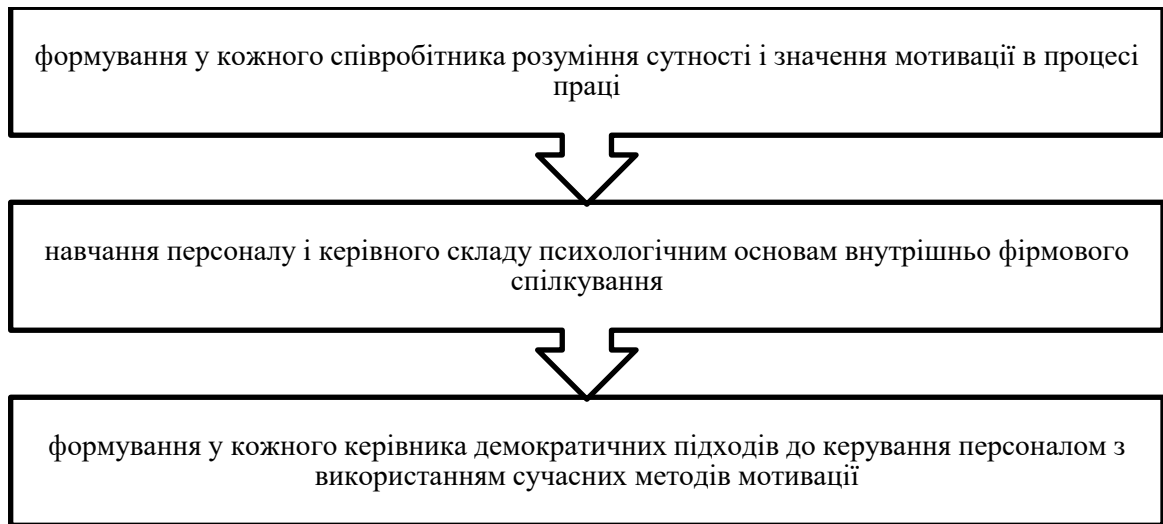 формування у кожного співробітника розуміння сутності і значення мотивації в процесі
праці
навчання персоналу і керівного складу психологічним основам внутрішньо фірмового
спілкування
формування у кожного керівника демократичних підходів до керування персоналом з
використанням сучасних методів мотивації